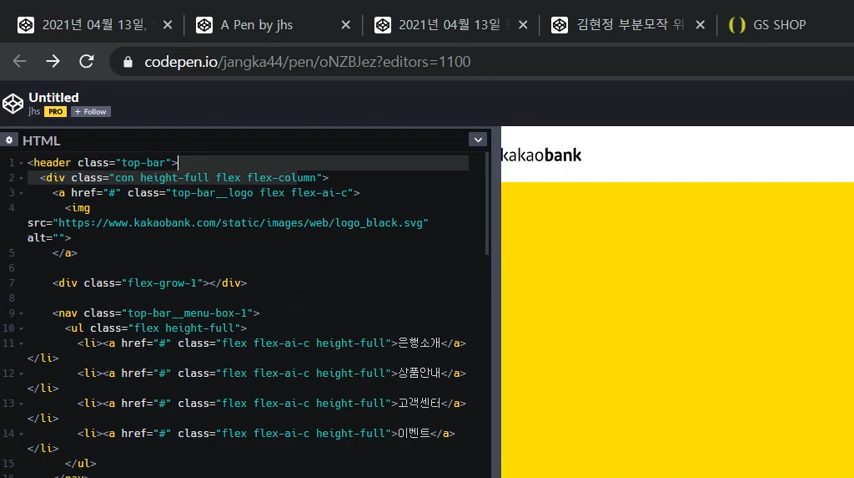 2021년 04월 13일,
A Pen by jhs
2021년 04월 13일
김현정 부분모작 위
GS SHOP
codepen.io/jangka44/pen/oNZBJez?editors=1100
Untitled
jhs PRO + Follow
HTML
1 <header class="top-bar">
2 <div class="con height-full flex flex-column">
3 <a href="#" class="top-bar__logo flex flex-ai-c">
4 <img
src="https://www.kakaobank.com/static/images/web/logo_black.svg"
alt="">
5 </a>
6
7 <div class="flex-grow-1"></div>
8
9 <nav class="top-bar__menu-box-1">
10 <ul class="flex height-full">
11 <li><a href="#" class="flex flex-ai-c height-full">은행소개</a>
</li>
12 <li><a href="#" class="flex flex-ai-c height-full">상품안내</a>
</li>
13 <li><a href="#" class="flex flex-ai-c height-full">고객센터</a>
</li>
14 <li><a href="#" class="flex flex-ai-c height-full">이벤트</a>
</li>
15 </ul>
kakaobank